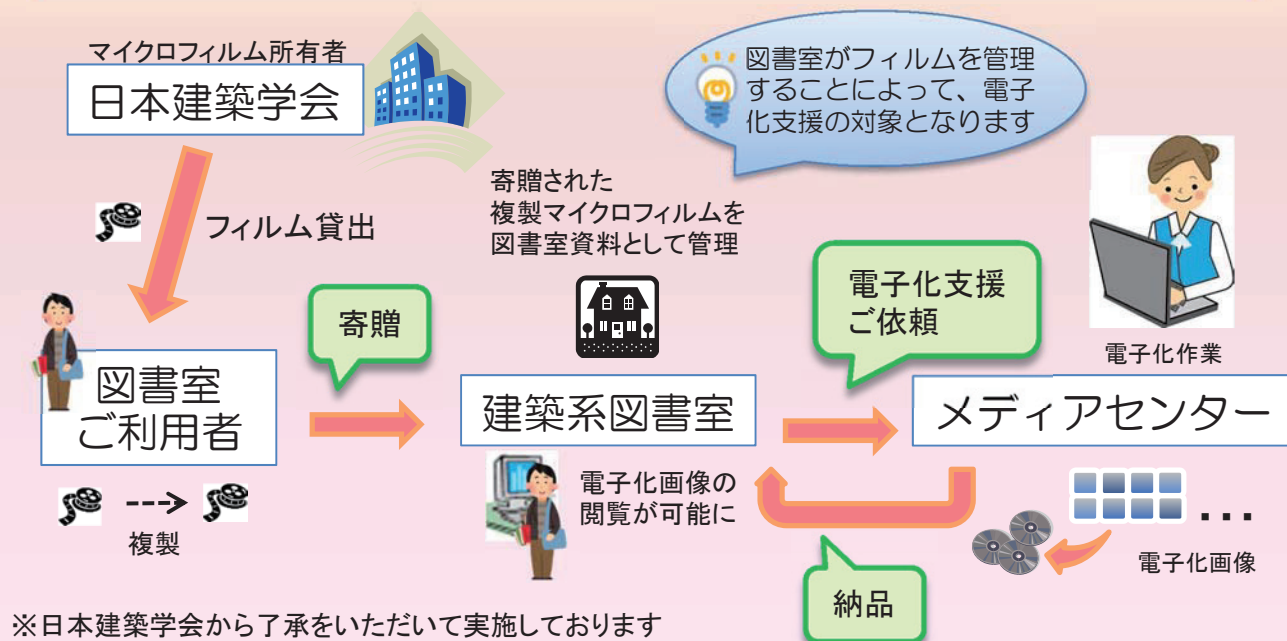 マイクロフィルム所有者
日本建築学会
図書室がフィルムを管理
することによって、電子
化支援の対象となります
フィルム貸出
寄贈された
複製マイクロフィルムを
図書室資料として管理
寄贈
電子化支援
ご依頼
電子化作業
図書室
ご利用者
建築系図書室
メディアセンター
複製
電子化画像の
閲覧が可能に
...
電子化画像
納品
※日本建築学会から了承をいただいて実施しております